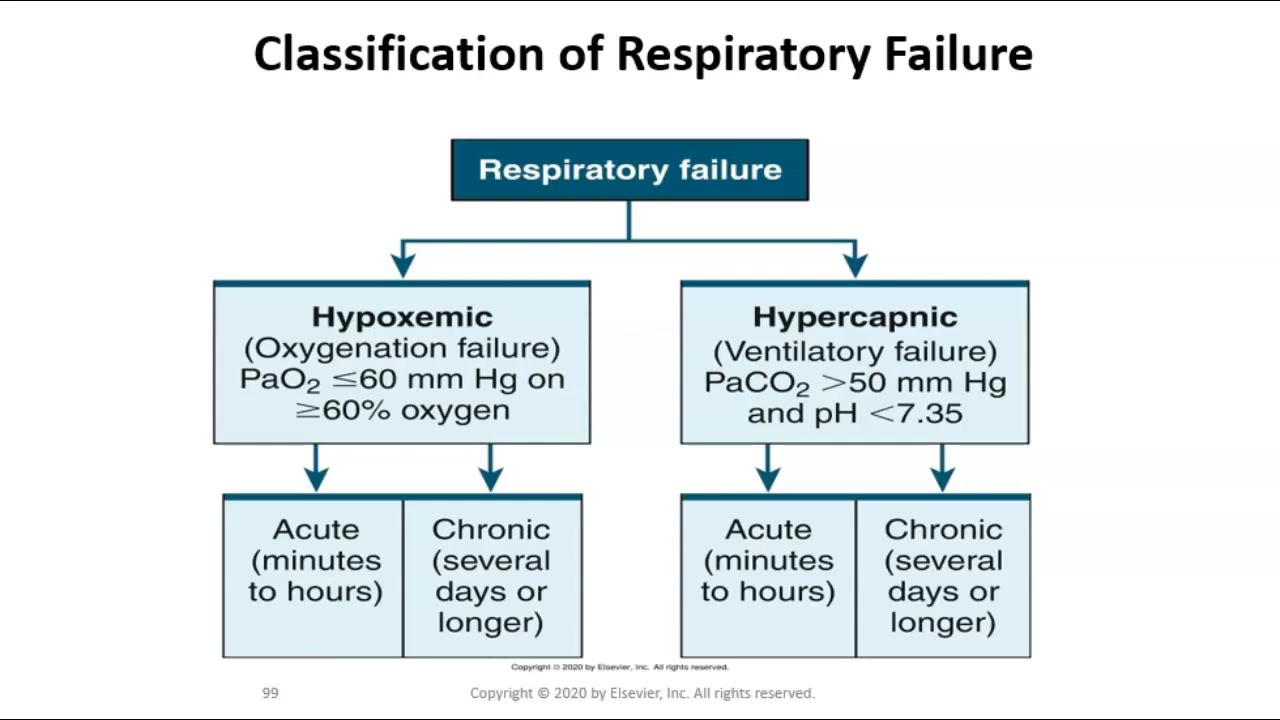 Classification of Respiratory Failure
Respiratory failure
Hypoxemic
(Oxygenation failure)
PaO₂ ≤60 mm Hg on
≥60% oxygen
Hypercapnic
(Ventilatory failure)
PaCO₂ >50 mm Hg
and pH <7.35
Acute
(minutes
to hours)
Chronic
(several
days or
longer)
Acute
(minutes
to hours)
Chronic
(several
days or
longer)
Copyright © 2020 by Elsevier, Inc. All rights reserved.
99
Copyright © 2020 by Elsevier, Inc. All rights reserved.